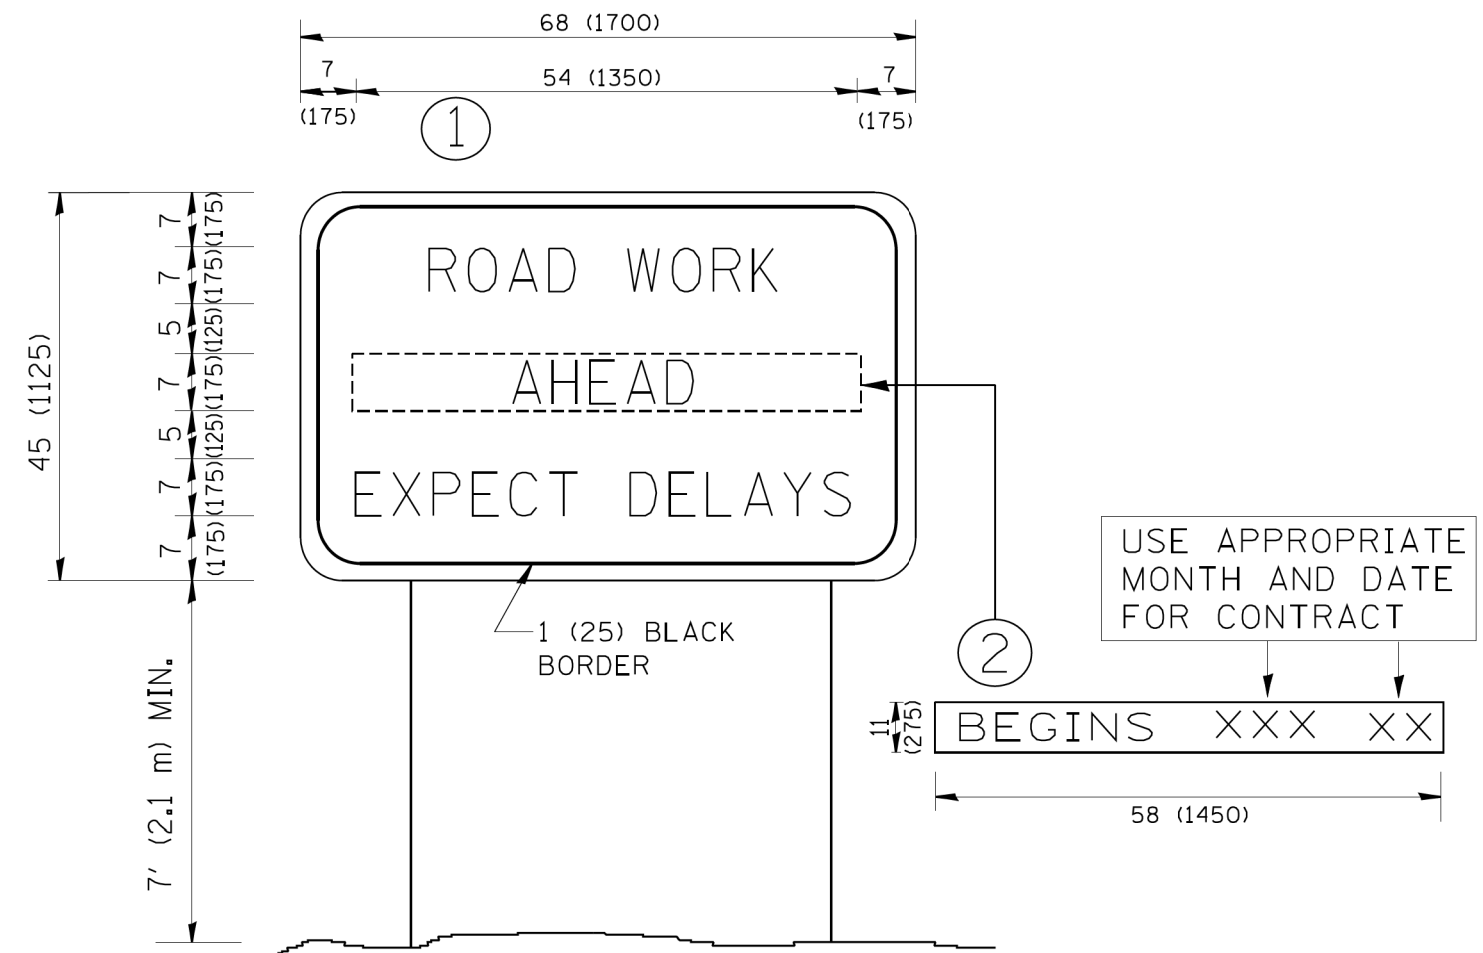 68 (1700)
7
54 (1350)
7
(175)
(175)
1
45 (1125)
7 (175)
7 (175)
5 (125)
7 (175)
5 (125)
7 (175)
7 (175)
ROAD WORK
AHEAD
EXPECT DELAYS
1 (25) BLACK
BORDER
7' (2.1 m) MIN.
2
USE APPROPRIATE
MONTH AND DATE
FOR CONTRACT
11
(275)
BEGINS XXX XX
58 (1450)